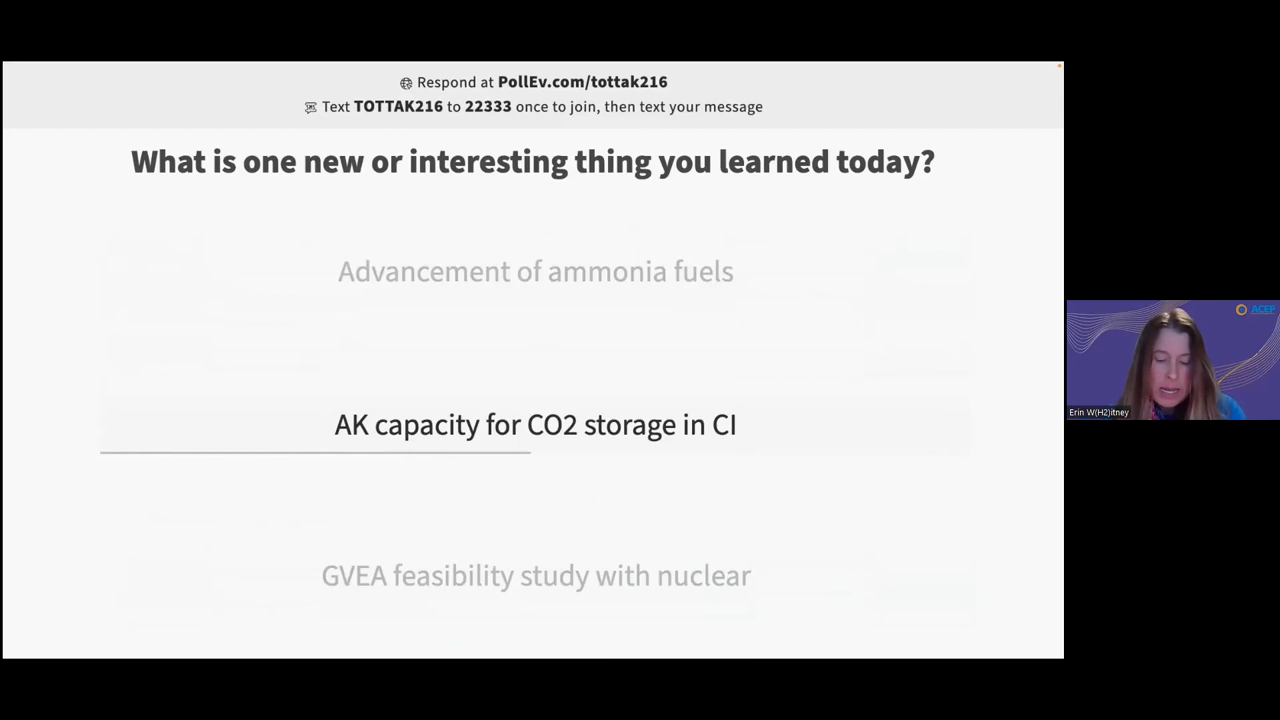 Respond at PollEv.com/tottak216
Text TOTTAK216 to 22333 once to join, then text your message
What is one new or interesting thing you learned today?
Advancement of ammonia fuels
AK capacity for CO2 storage in CI
GVEA feasibility study with nuclear
ACEP
Erin W(H2)itney